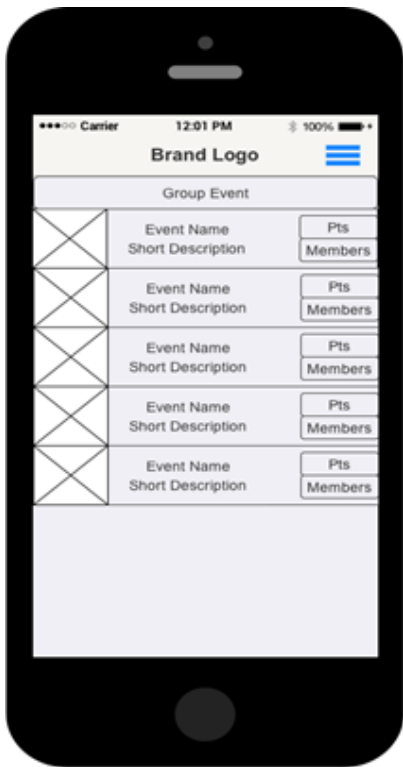 Carrier 12:01 PM 100%
Brand Logo
Group Event
Event Name Pts
Short Description Members
Event Name Pts
Short Description Members
Event Name Pts
Short Description Members
Event Name Pts
Short Description Members
Event Name Pts
Short Description Members